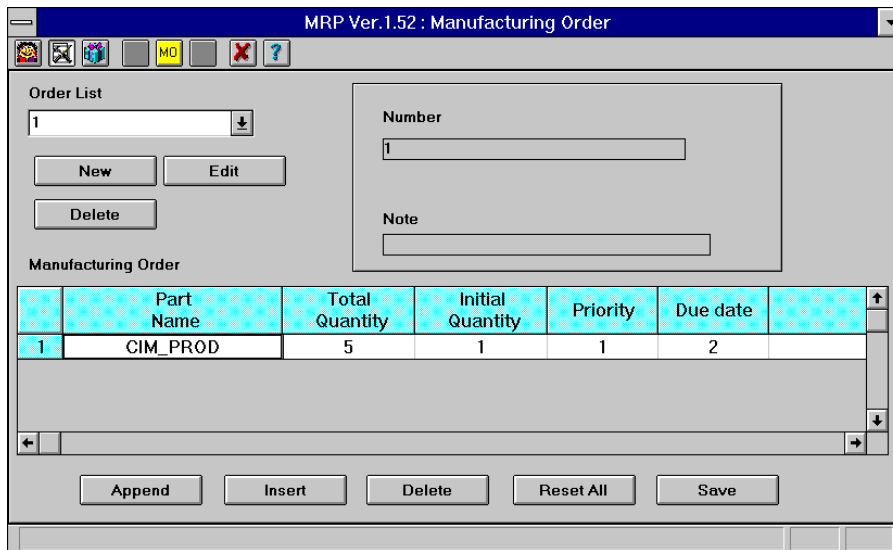 MRP Ver.1.52 : Manufacturing Order
MO ?
Order List
1
New Edit
Delete
Number
1
Note
Manufacturing Order
Part Name Total Quantity Initial Quantity Priority Due date
1 CIM_PROD 5 1 1 2
Append Insert Delete Reset All Save